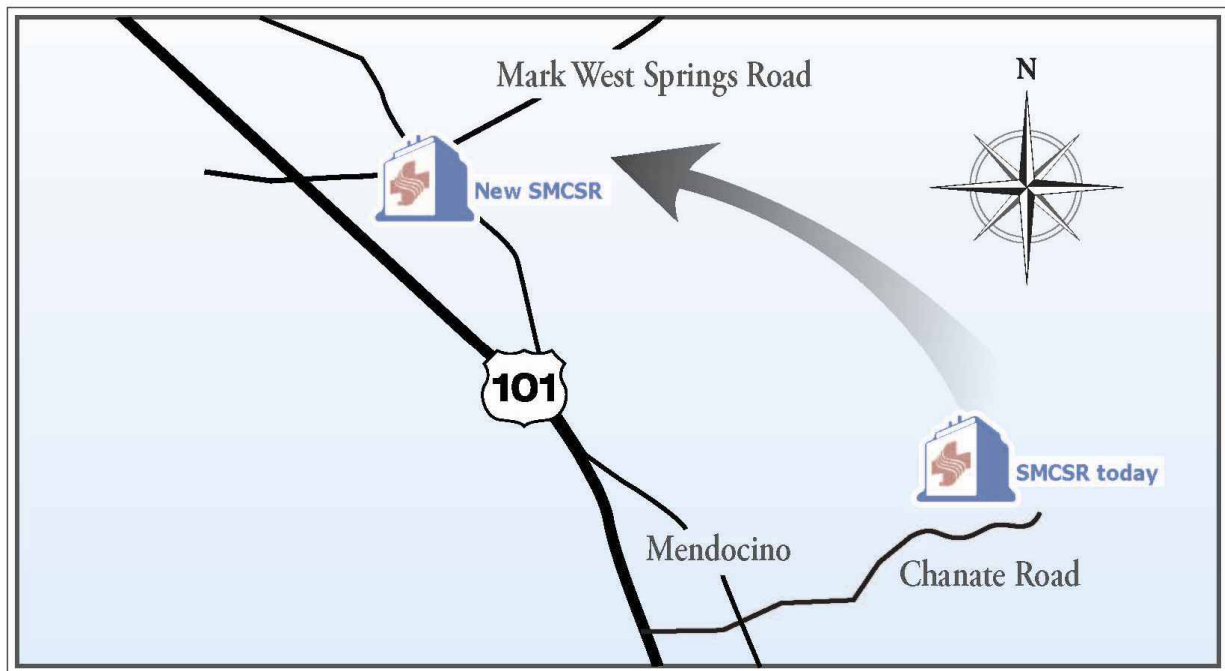 Mark West Springs Road
N
New SMCSR
101
SMCSR today
Mendocino
Chanate Road